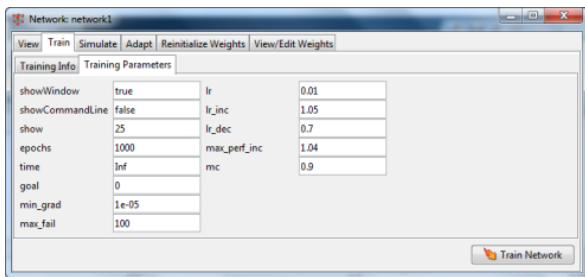 Network: network1
View Train Simulate Adapt Reinitialize Weights View/Edit Weights
Training Info Training Parameters
showWindow true lr 0.01
showCommandLine false lr_inc 1.05
show 25 lr_dec 0.7
epochs 1000 max_perf_inc 1.04
time Inf mc 0.9
goal 0
min_grad 1e-05
max_fail 100
Train Network